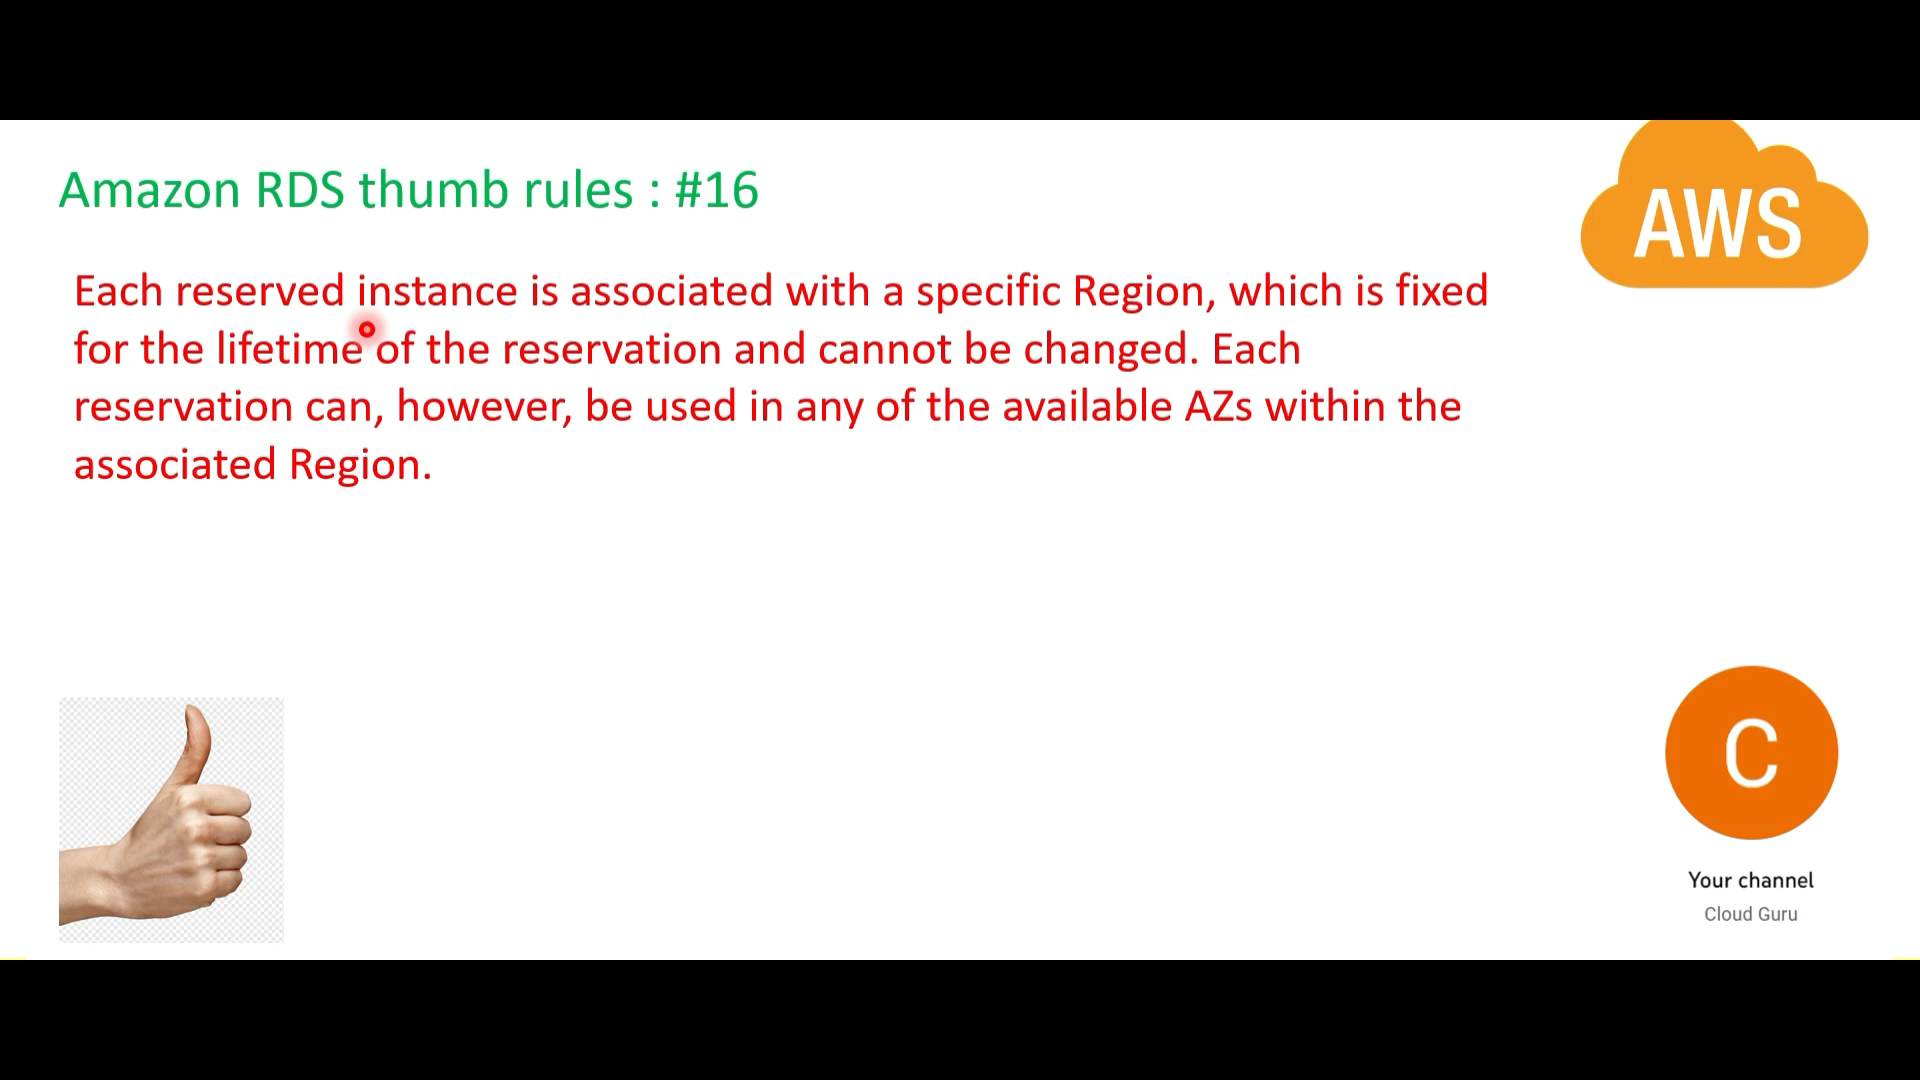 AWS
Amazon RDS thumb rules : #16
Each reserved instance is associated with a specific Region, which is fixed
for the lifetime of the reservation and cannot be changed. Each
reservation can, however, be used in any of the available AZs within the
associated Region.
C
Your channel
Cloud Guru